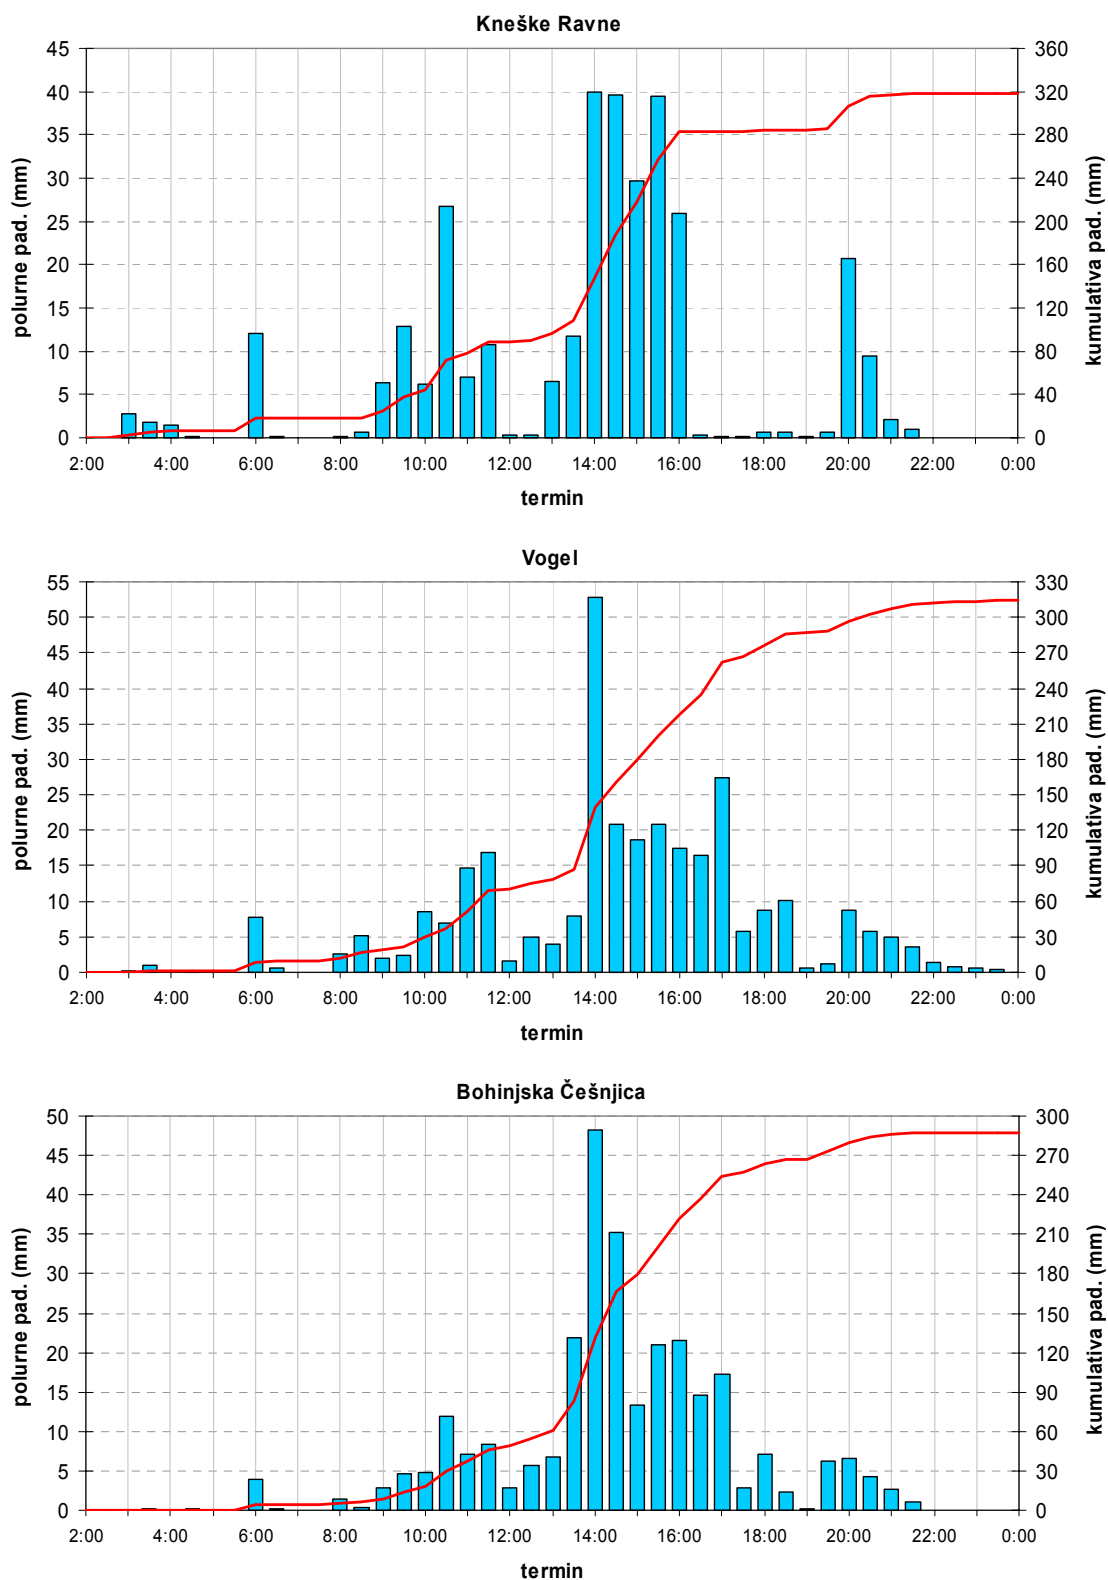 Kneške Ravne
45 360
40 320
35 280
30 240
25 200
20 160
15 120
10 80
5 40
0 0
polurne pad. (mm)
kumulativa pad. (mm)
2:00 4:00 6:00 8:00 10:00 12:00 14:00 16:00 18:00 20:00 22:00 0:00
termin
Vogel
55 330
50 300
45 270
40 240
35 210
30 180
25 150
20 120
15 90
10 60
5 30
0 0
polurne pad. (mm)
kumulativa pad. (mm)
2:00 4:00 6:00 8:00 10:00 12:00 14:00 16:00 18:00 20:00 22:00 0:00
termin
Bohinjska Češnjica
50 300
45 270
40 240
35 210
30 180
25 150
20 120
15 90
10 60
5 30
0 0
polurne pad. (mm)
kumulativa pad. (mm)
2:00 4:00 6:00 8:00 10:00 12:00 14:00 16:00 18:00 20:00 22:00 0:00
termin